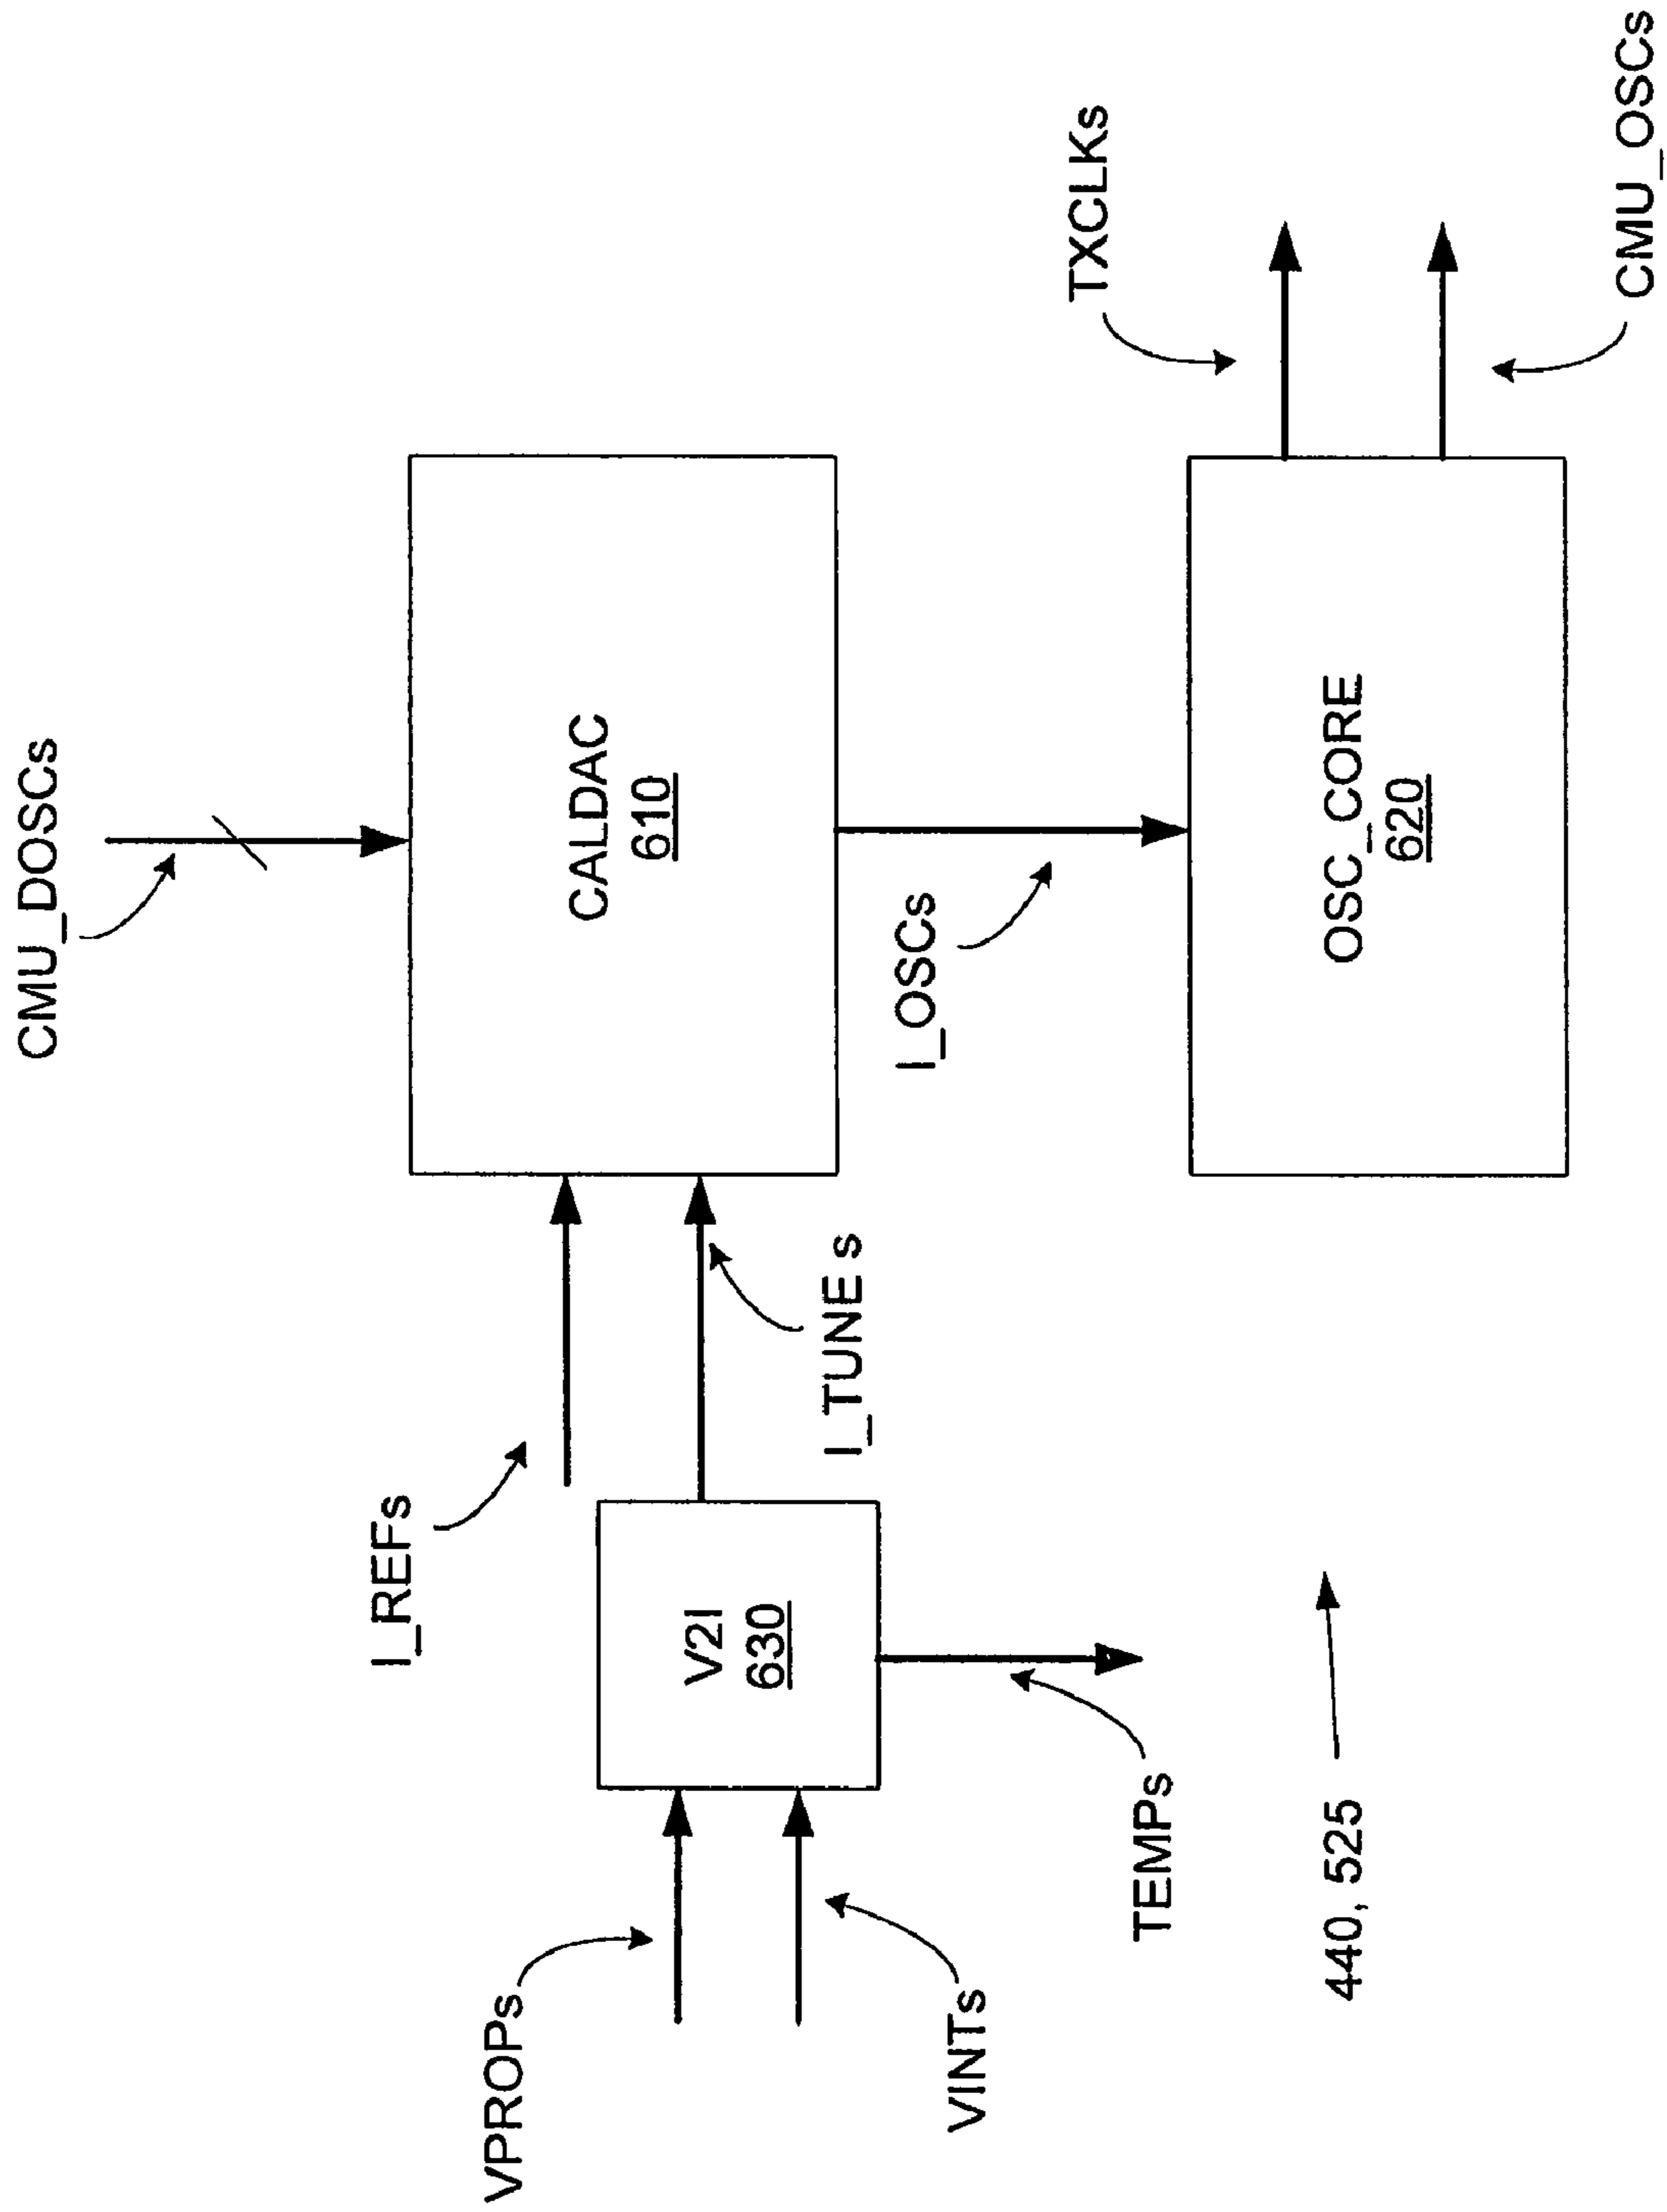 CMU_DOSCs
I_REFs
CALDAC
610
VPROPs
V2I
630
I_TUNE s
VINTs
I_OSCs
TXCLKs
TEMPs
OSC_CORE
620
440, 525
CMU_OSCs